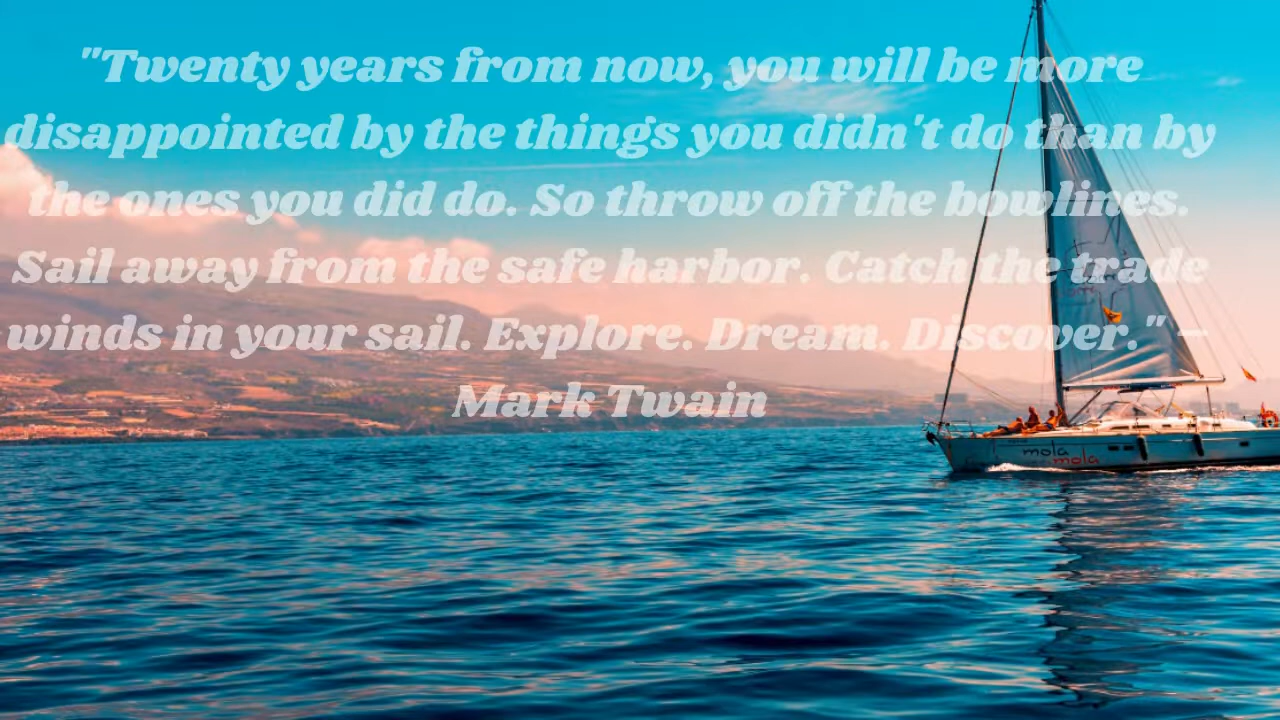 "Twenty years from now, you will be more
disappointed by the things you didn't do than by
the ones you did do. So throw off the bowlines.
Sail away from the safe harbor. Catch the trade
winds in your sail. Explore. Dream. Discover." –
Mark Twain
mola
mola